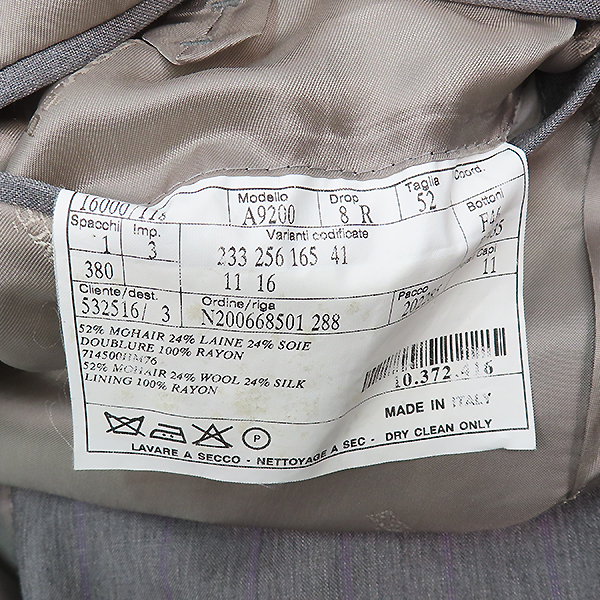 16000/118
Modello Drop Taglia Coord.
A9200 8 R 52
Spacchi Imp. Varianti codificate Bottoni
1 3 233 256 165 41
380 11 16 Capi
11
Cliente/dest. Ordine/riga Pacco
532516/ 3 N200668501 288
52% MOHAIR 24% LAINE 24% SOIE
DOUBLURE 100% RAYON
714500HM76
52% MOHAIR 24% WOOL 24% SILK
LINING 100% RAYON
10.372.416
MADE IN ITALY
P
LAVARE A SECCO - NETTOYAGE A SEC - DRY CLEAN ONLY